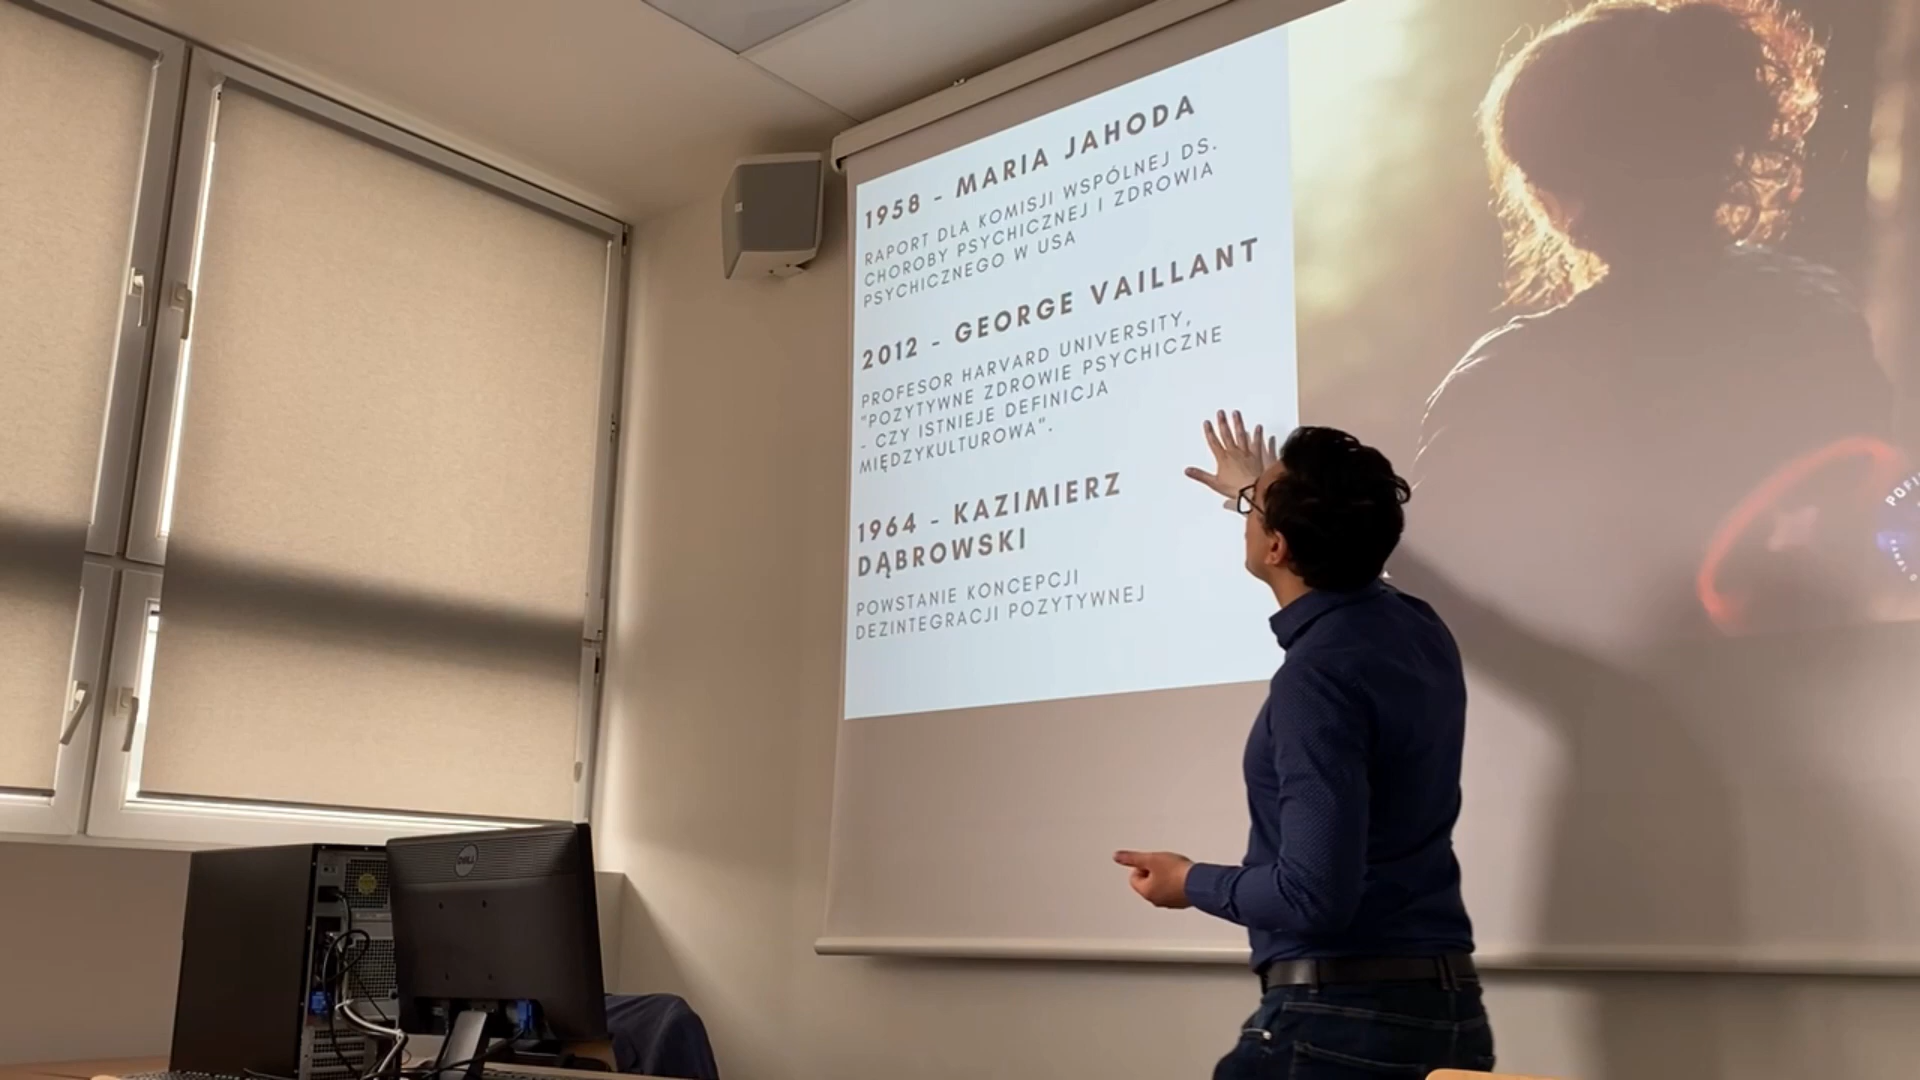 1958 - MARIA JAHODA
RAPORT DLA KOMISJI WSPÓLNEJ DS.
CHOROBY PSYCHICZNEJ I ZDROWIA
PSYCHICZNEGO W USA
2012 - GEORGE VAILLANT
PROFESOR HARVARD UNIVERSITY,
"POZYTYWNE ZDROWIE PSYCHICZNE
- CZY ISTNIEJE DEFINICJA
MIĘDZYKULTUROWA".
1964 - KAZIMIERZ
DĄBROWSKI
POWSTANIE KONCEPCJI
DEZINTEGRACJI POZYTYWNEJ
DELL